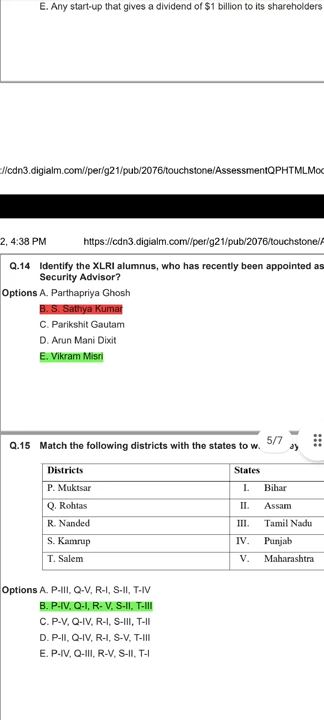 E. Any start-up that gives a dividend of $1 billion to its shareholders
://cdn3.digialm.com//per/g21/pub/2076/touchstone/AssessmentQPHTMLMod
2, 4:38 PM https://cdn3.digialm.com//per/g21/pub/2076/touchstone/A
Q.14 Identify the XLRI alumnus, who has recently been appointed as
Security Advisor?
Options A. Parthapriya Ghosh
B. S. Sathya Kumar
C. Parikshit Gautam
D. Arun Mani Dixit
E. Vikram Misri
5/7
Q.15 Match the following districts with the states to
Districts States
P. Muktsar I. Bihar
Q. Rohtas II. Assam
R. Nanded III. Tamil Nadu
S. Kamrup IV. Punjab
T. Salem V. Maharashtra
Options A. P-III, Q-V, R-I, S-II, T-IV
B. P-IV, Q-I, R- V, S-II, T-III
C. P-V, Q-IV, R-I, S-III, T-II
D. P-II, Q-IV, R-I, S-V, T-III
E. P-IV, Q-III, R-V, S-II, T-I